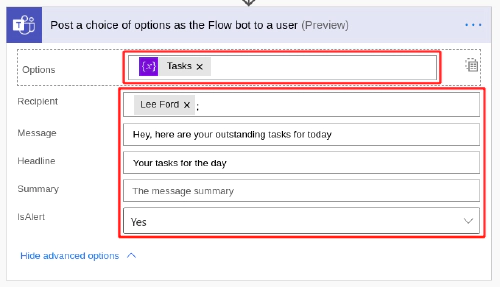 Post a choice of options as the Flow bot to a user (Preview) ...
Options {x} Tasks ×
Recipient Lee Ford × ;
Message Hey, here are your outstanding tasks for today
Headline Your tasks for the day
Summary The message summary
IsAlert Yes
Hide advanced options